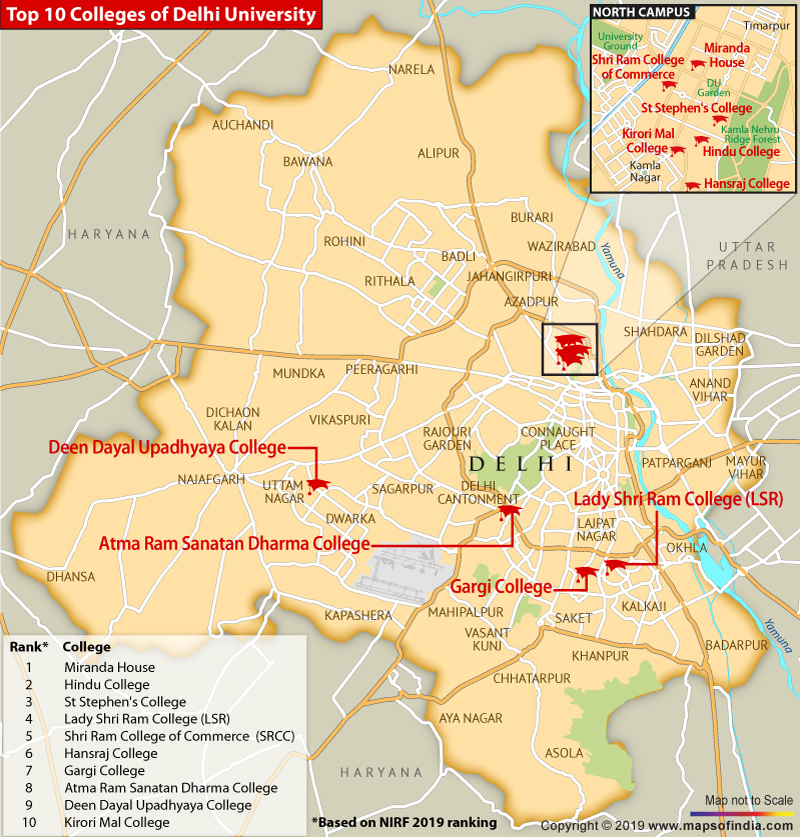 Top 10 Colleges of Delhi University
NORTH CAMPUS
Timarpur
University
Ground
Miranda
House
Shri Ram College
of Commerce
DU
Garden
St Stephen's College
Kirori Mal
College
Kamla Nehru
Ridge Forest
Hindu College
Kamla
Nagar
Hansraj College
NARELA
AUCHANDI
BAWANA
ALIPUR
HARYANA
BURARI
ROHINI
BADLI
WAZIRABAD
Yamuna
UTTAR
PRADESH
RITHALA
JAHANGIRPURI
AZADPUR
SHAHDARA
DILSHAD
GARDEN
MUNDKA
PEERAGARHI
ANAND
VIHAR
DICHAON
KALAN
VIKASPURI
RAJOURI
GARDEN
CONNAUGHT
PLACE
Deen Dayal Upadhyaya College
DELHI
PATPARGANJ
MAYUR
VIHAR
NAJAFGARH
UTTAM
NAGAR
SAGARPUR
DELHI
CANTONMENT
Lady Shri Ram College (LSR)
DWARKA
LAJPAT
NAGAR
Atma Ram Sanatan Dharma College
OKHLA
DHANSA
Gargi College
KAPASHERA
MAHIPALPUR
SAKET
KALKAJI
Yamuna
VASANT
KUNJ
KHANPUR
BADARPUR
CHHATARPUR
AYA NAGAR
ASOLA
HARYANA
Rank* College
1 Miranda House
2 Hindu College
3 St Stephen's College
4 Lady Shri Ram College (LSR)
5 Shri Ram College of Commerce (SRCC)
6 Hansraj College
7 Gargi College
8 Atma Ram Sanatan Dharma College
9 Deen Dayal Upadhyaya College
10 Kirori Mal College
*Based on NIRF 2019 ranking
Map not to Scale
Copyright © 2019 www.mapsofindia.com